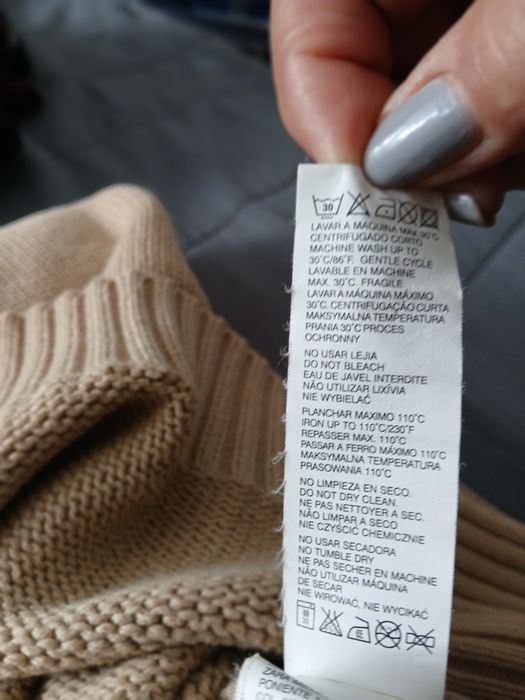 30
LAVAR A MAQUINA MAX. 30°C
CENTRIFUGADO CORTO
MACHINE WASH UP TO
30°C/86°F. GENTLE CYCLE
LAVABLE EN MACHINE
MAX. 30°C. FRAGILE
LAVAR À MÁQUINA MÁXIMO
30°C. CENTRIFUGAÇÃO CURTA
MAKSYMALNA TEMPERATURA
PRANIA 30°C PROCES
OCHRONNY
NO USAR LEJIA
DO NOT BLEACH
EAU DE JAVEL INTERDITE
NÃO UTILIZAR LIXÍVIA
NIE WYBIELAĆ
PLANCHAR MAXIMO 110°C
IRON UP TO 110°C/230°F
REPASSER MAX. 110°C
PASSAR A FERRO MÁXIMO 110°C
MAKSYMALNA TEMPERATURA
PRASOWANIA 110°C
NO LIMPIEZA EN SECO.
DO NOT DRY CLEAN.
NE PAS NETTOYER A SEC.
NÃO LIMPAR A SECO
NIE CZYŚCIĆ CHEMICZNIE
NO USAR SECADORA
NO TUMBLE DRY
NE PAS SECHER EN MACHINE
NÃO UTILIZAR MÁQUINA
DE SECAR
NIE WIROWAĆ, NIE WYCIKAĆ
ZARA
PONIENTE